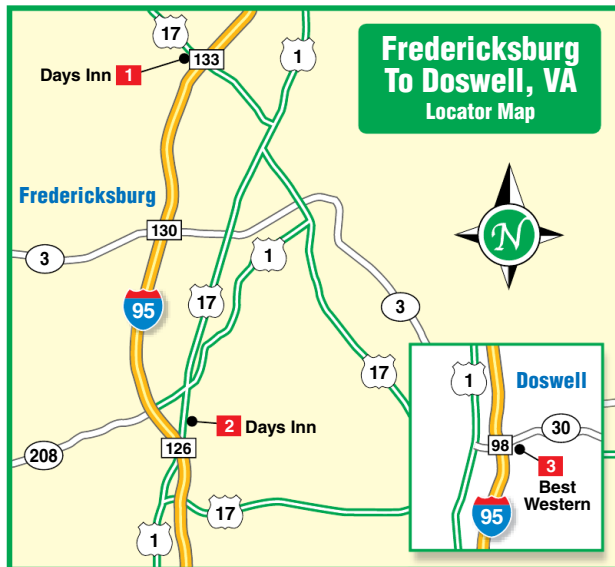 17
1
Fredericksburg
To Doswell, VA
Locator Map
Days Inn 1
133
Fredericksburg
N
130
1
3
17
95
3
17
1
Doswell
2 Days Inn
30
98
126
208
3
Best
Western
17
95
1